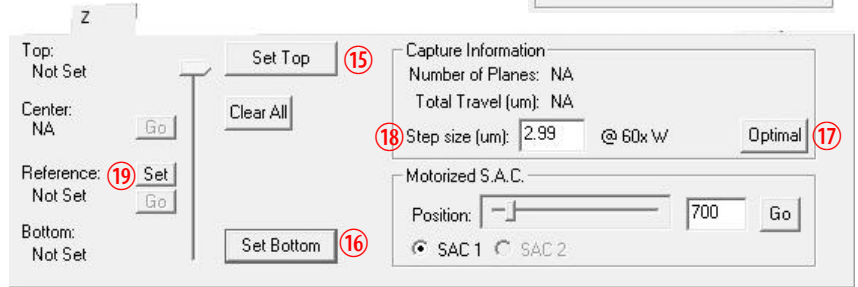 Z
Top:
Not Set
Set Top
⑮
Center:
NA
Go
Clear All
Reference:
⑲
Set
Not Set
Go
Bottom:
Not Set
Set Bottom
⑯
Capture Information
Number of Planes: NA
Total Travel (um): NA
⑱ Step size (um): 2.99 @ 60x W Optimal ⑰
Motorized S.A.C.
Position: 700 Go
SAC 1 SAC 2